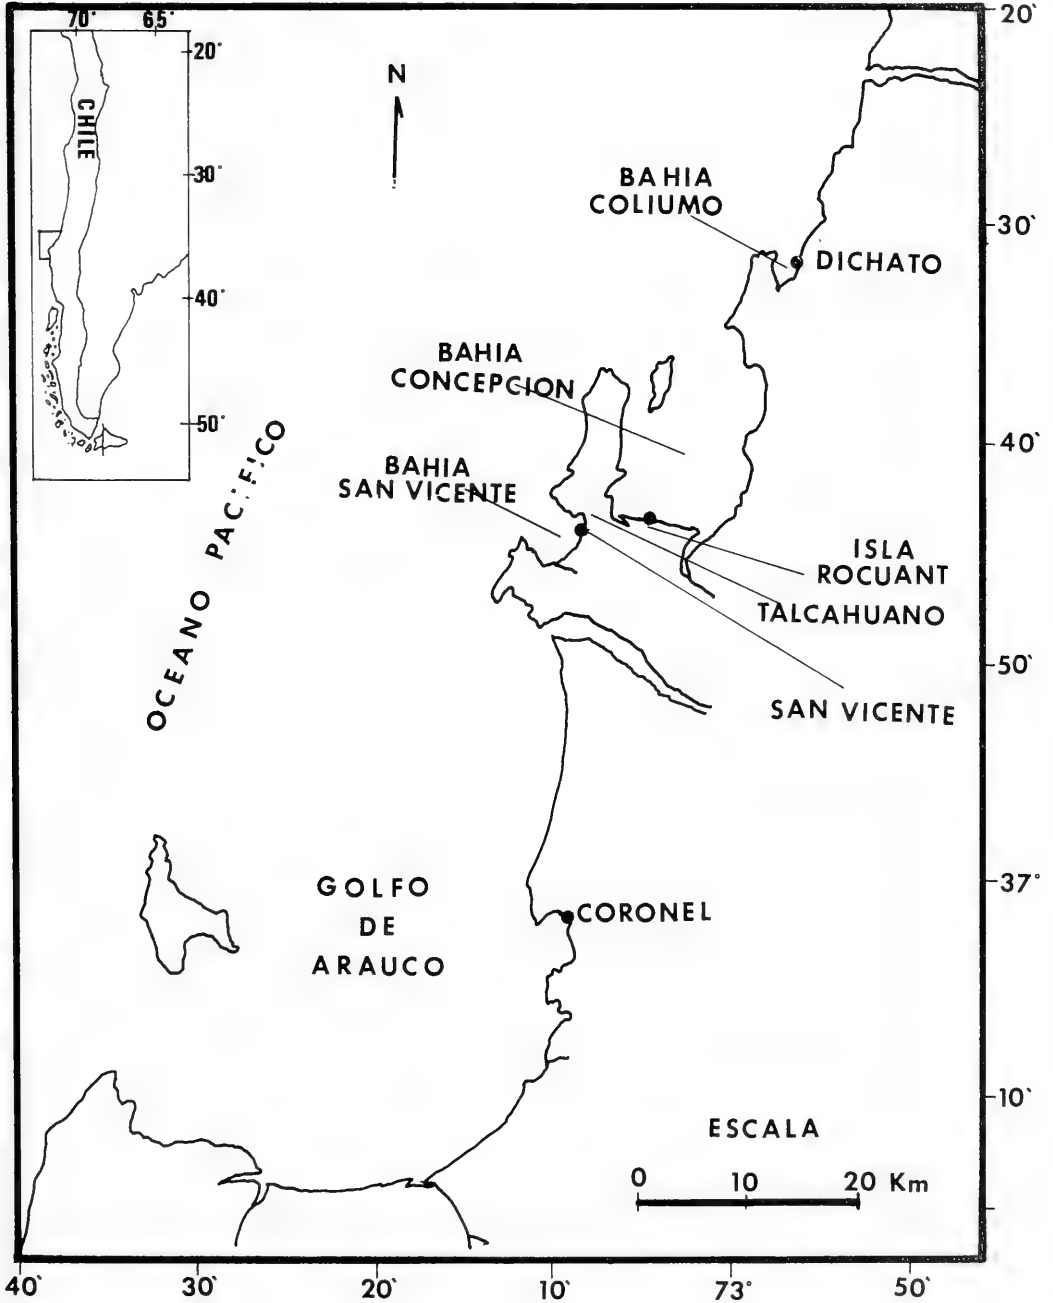 70° 65°
20°
CHILE
30°
40°
50°
N
20'
BAHIA
COLIUMO
30'
DICHATO
BAHIA
CONCEPCION
40'
BAHIA
SAN VICENTE
OCEANO PACIFICO
ISLA
ROCUANT
TALCAHUANO
50'
SAN VICENTE
GOLFO
DE
ARAUCO
37°
CORONEL
10'
ESCALA
0 10 20 Km
40' 30' 20' 10' 73° 50'